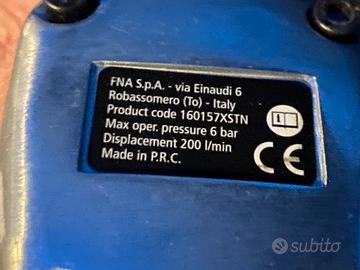 FNA S.p.A. - via Einaudi 6
Robassomero (To) - Italy
Product code 160157XSTN
Max oper. pressure 6 bar
Displacement 200 l/min
Made in P.R.C.
CE
subito